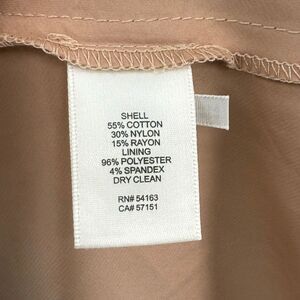 SHELL
55% COTTON
30% NYLON
15% RAYON
LINING
96% POLYESTER
4% SPANDEX
DRY CLEAN
RN# 54163
CA# 57151